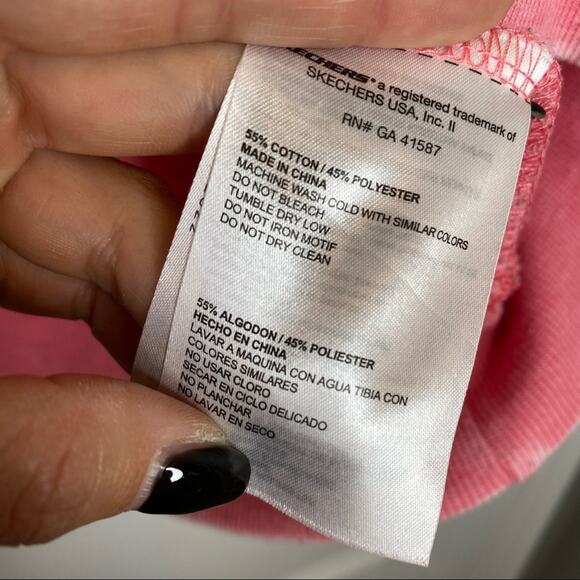 SKECHERS® a registered trademark of
SKECHERS USA, Inc. II
RN# GA 41587
55% COTTON / 45% POLYESTER
MADE IN CHINA
MACHINE WASH COLD WITH SIMILAR COLORS
DO NOT BLEACH
TUMBLE DRY LOW
DO NOT IRON MOTIF
DO NOT DRY CLEAN
55% ALGODON / 45% POLIESTER
HECHO EN CHINA
LAVAR A MAQUINA CON AGUA TIBIA CON
COLORES SIMILARES
NO USAR CLORO
SECAR EN CICLO DELICADO
NO PLANCHAR
NO LAVAR EN SECO